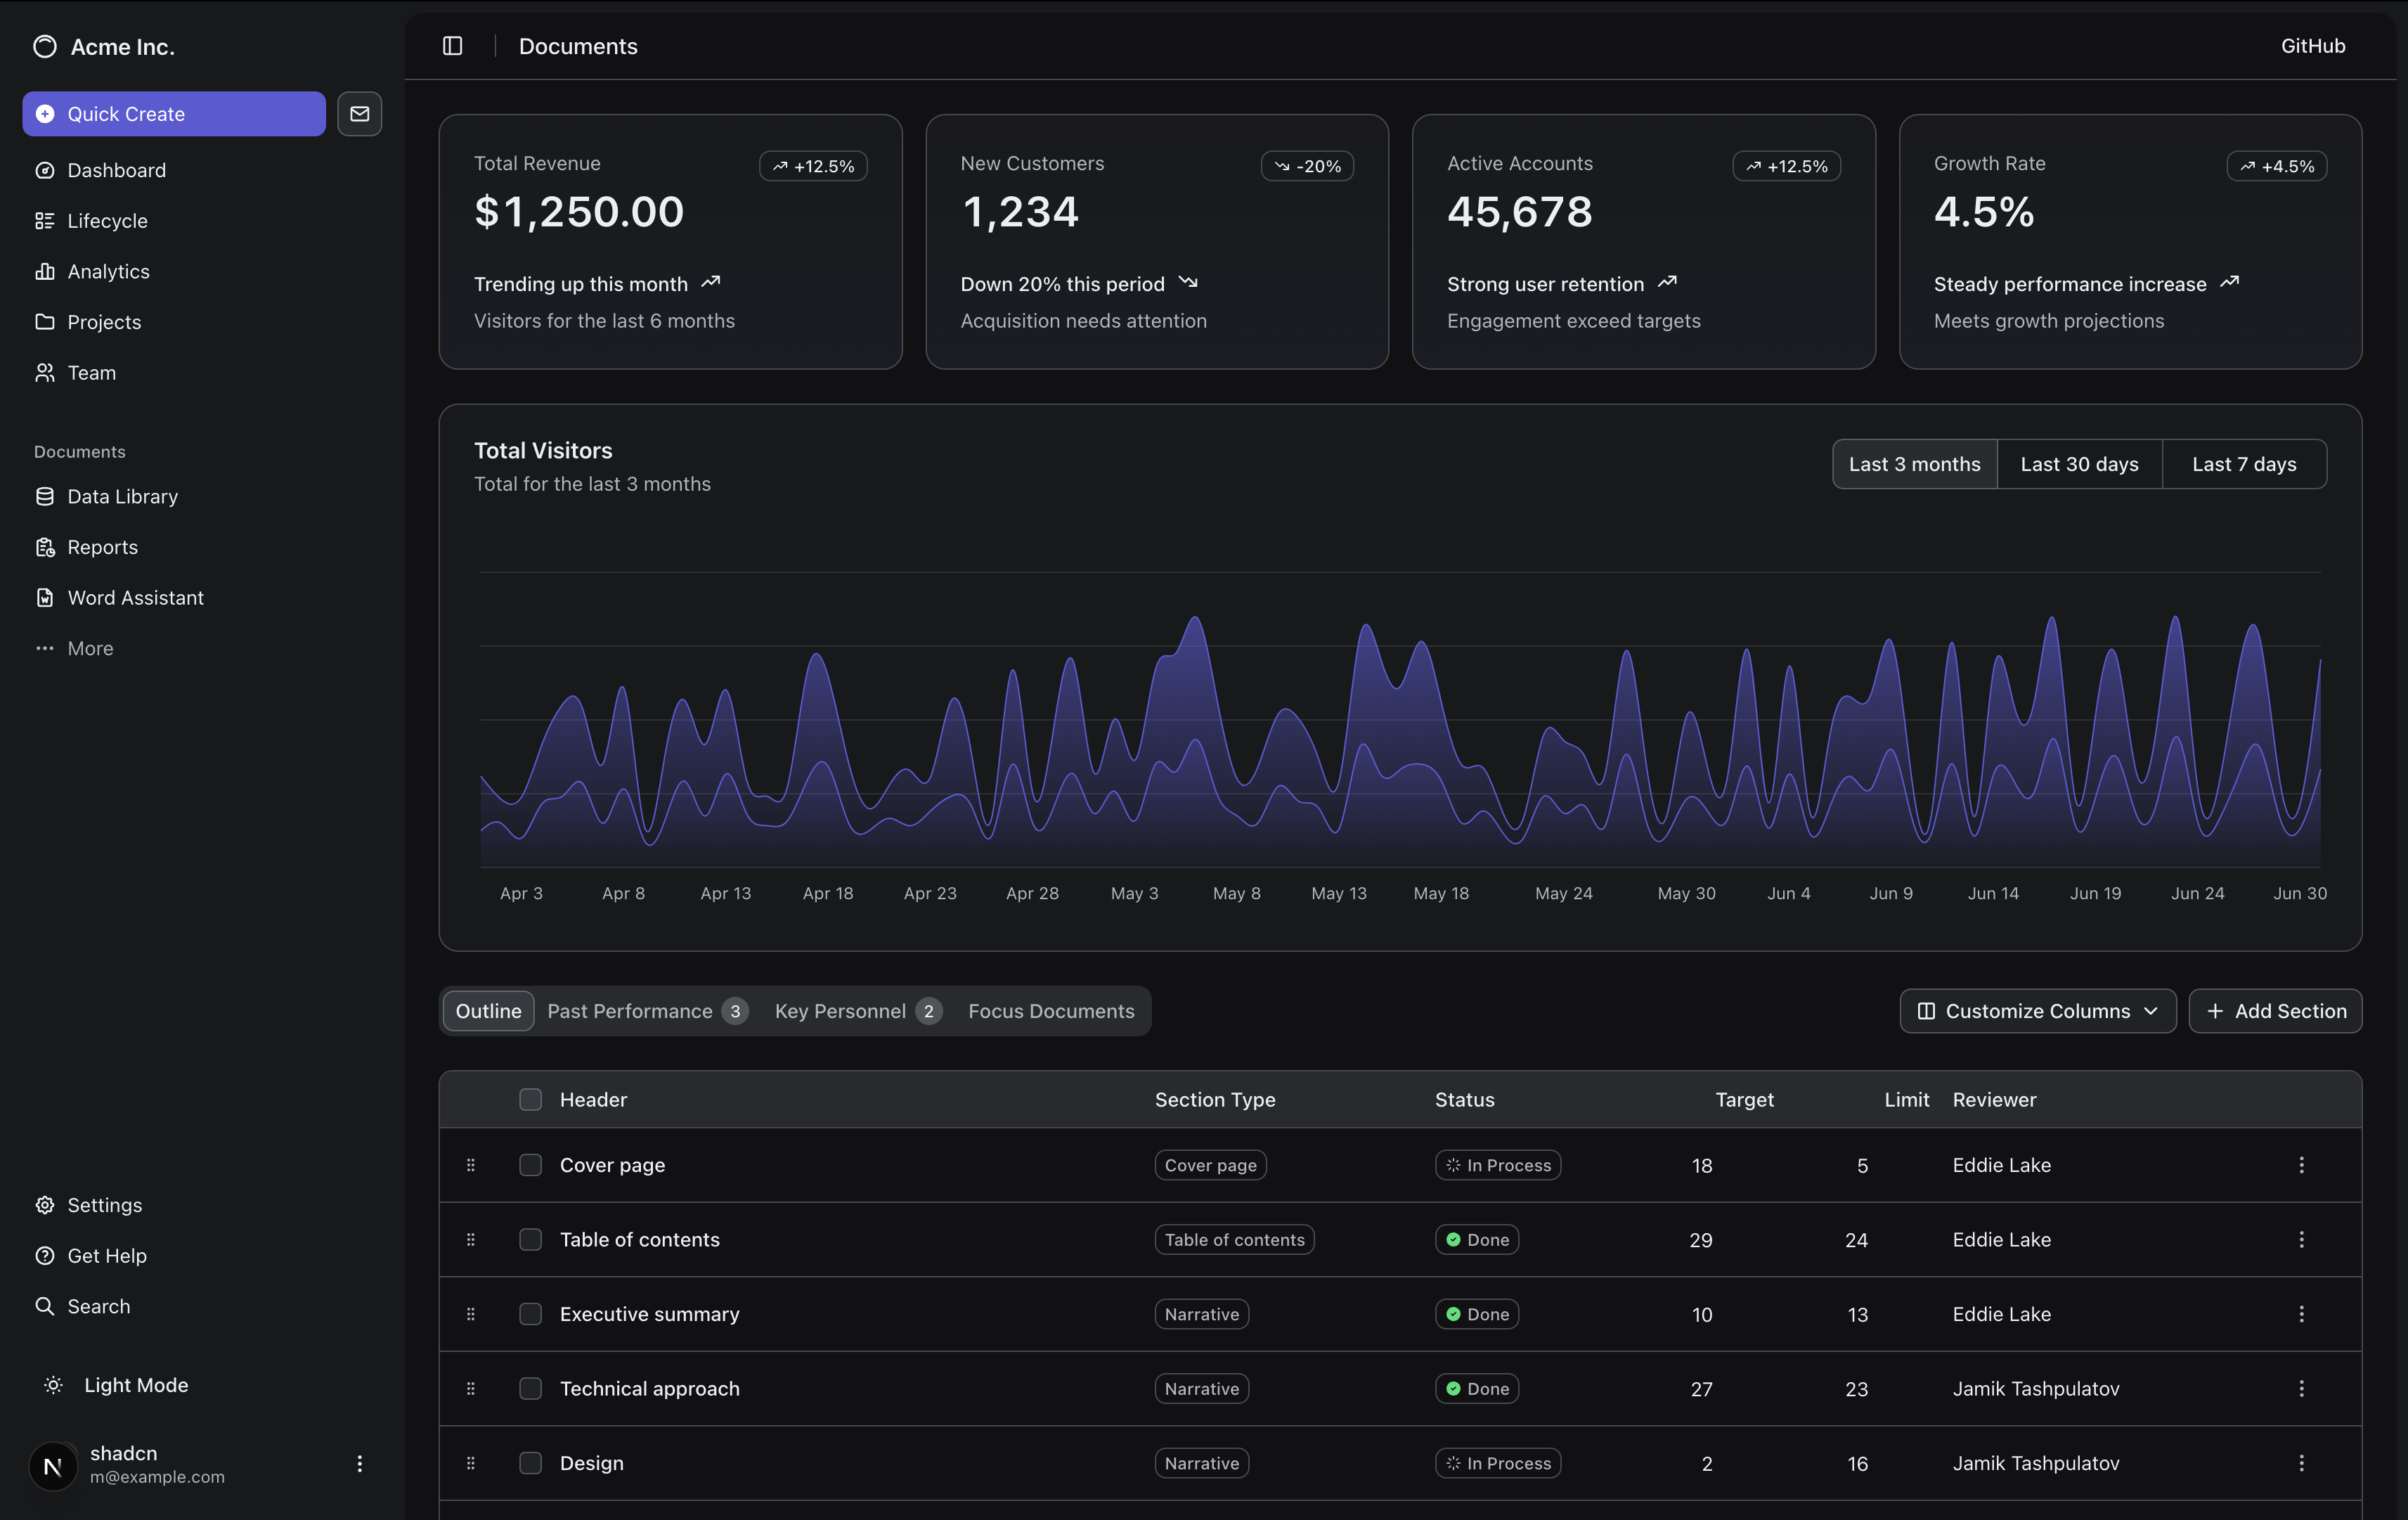 Acme Inc.
Quick Create
Dashboard
Lifecycle
Analytics
Projects
Team
Documents
Data Library
Reports
Word Assistant
More
Settings
Get Help
Search
Light Mode
N
shadcn
m@example.com
Documents
GitHub
Total Revenue
+12.5%
$1,250.00
Trending up this month
Visitors for the last 6 months
New Customers
-20%
1,234
Down 20% this period
Acquisition needs attention
Active Accounts
+12.5%
45,678
Strong user retention
Engagement exceed targets
Growth Rate
+4.5%
4.5%
Steady performance increase
Meets growth projections
Total Visitors
Total for the last 3 months
Last 3 months Last 30 days Last 7 days
Apr 3 Apr 8 Apr 13 Apr 18 Apr 23 Apr 28 May 3 May 8 May 13 May 18 May 24 May 30 Jun 4 Jun 9 Jun 14 Jun 19 Jun 24 Jun 30
Outline Past Performance 3 Key Personnel 2 Focus Documents Customize Columns Add Section
Header Section Type Status Target Limit Reviewer
Cover page Cover page In Process 18 5 Eddie Lake
Table of contents Table of contents Done 29 24 Eddie Lake
Executive summary Narrative Done 10 13 Eddie Lake
Technical approach Narrative Done 27 23 Jamik Tashpulatov
Design Narrative In Process 2 16 Jamik Tashpulatov